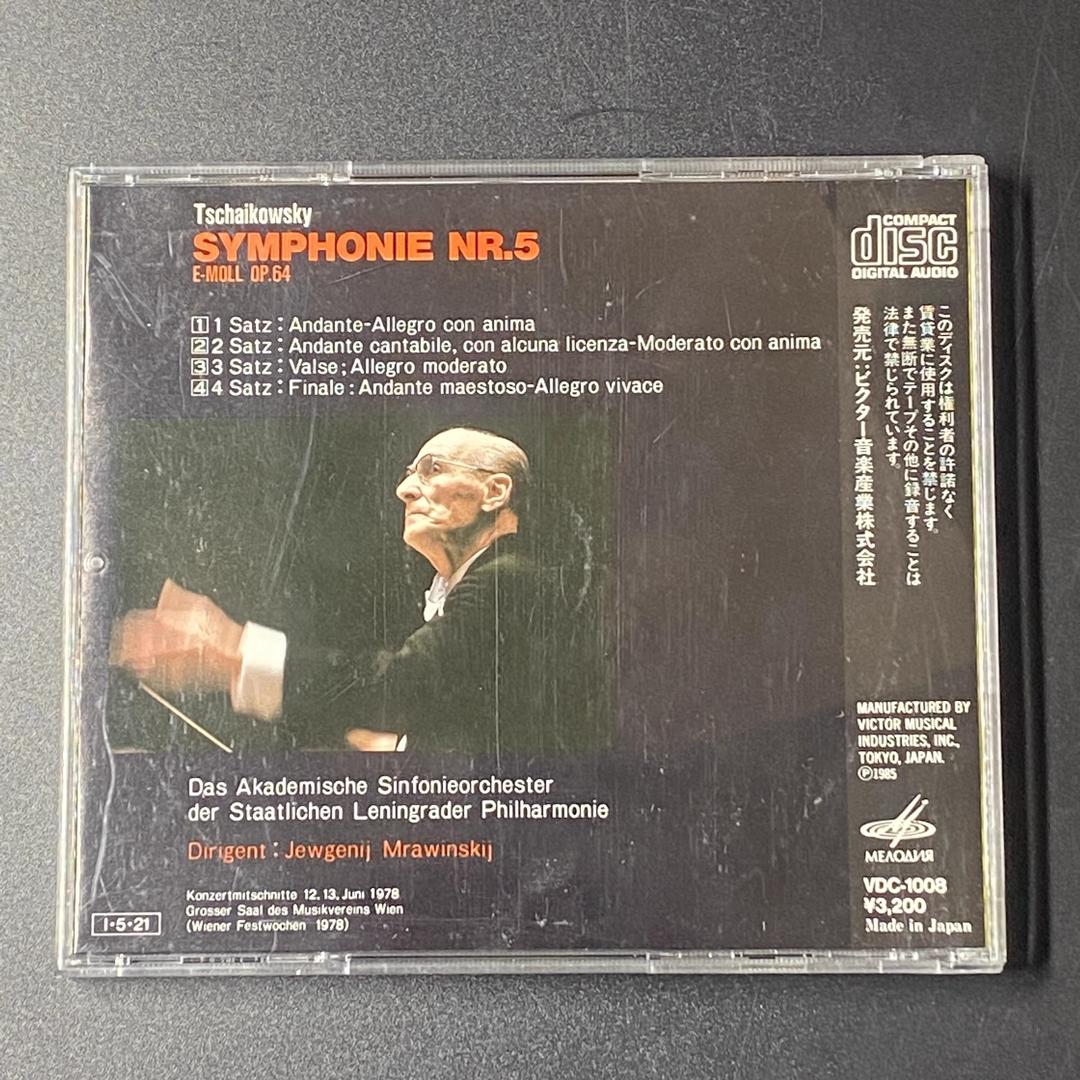 Tschaikowsky
SYMPHONIE NR.5
E-MOLL OP.64
1 1 Satz : Andante-Allegro con anima
2 2 Satz : Andante cantabile, con alcuna licenza-Moderato con anima
3 3 Satz : Valse ; Allegro moderato
4 4 Satz : Finale : Andante maestoso-Allegro vivace
Das Akademische Sinfonieorchester
der Staatlichen Leningrader Philharmonie
Dirigent : Jewgenij Mrawinskij
Konzertmitschnitte 12. 13. Juni 1978
Grosser Saal des Musikvereins Wien
(Wiener Festwochen 1978)
I·5·21
COMPACT
disc
DIGITAL AUDIO
このディスクは権利者の許諾なく
賃貸業に使用することを禁じます。
また無断でテープその他に録音することは
法律で禁じられています。
発売元:ビクター音楽産業株式会社
MANUFACTURED BY
VICTOR MUSICAL
INDUSTRIES, INC.,
TOKYO, JAPAN.
Ⓟ1985
МЕЛОДИЯ
VDC-1008
¥3,200
Made in Japan